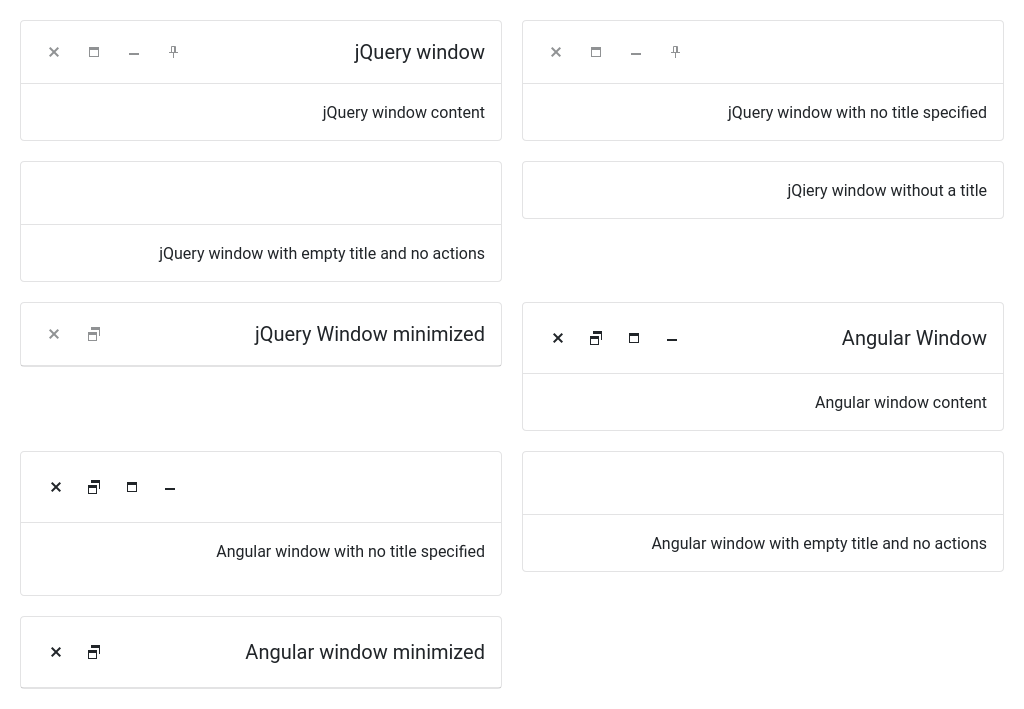 jQuery window
jQuery window content
jQuery window with no title specified
jQuery window with empty title and no actions
jQiery window without a title
jQuery Window minimized
Angular Window
Angular window content
Angular window with no title specified
Angular window with empty title and no actions
Angular window minimized